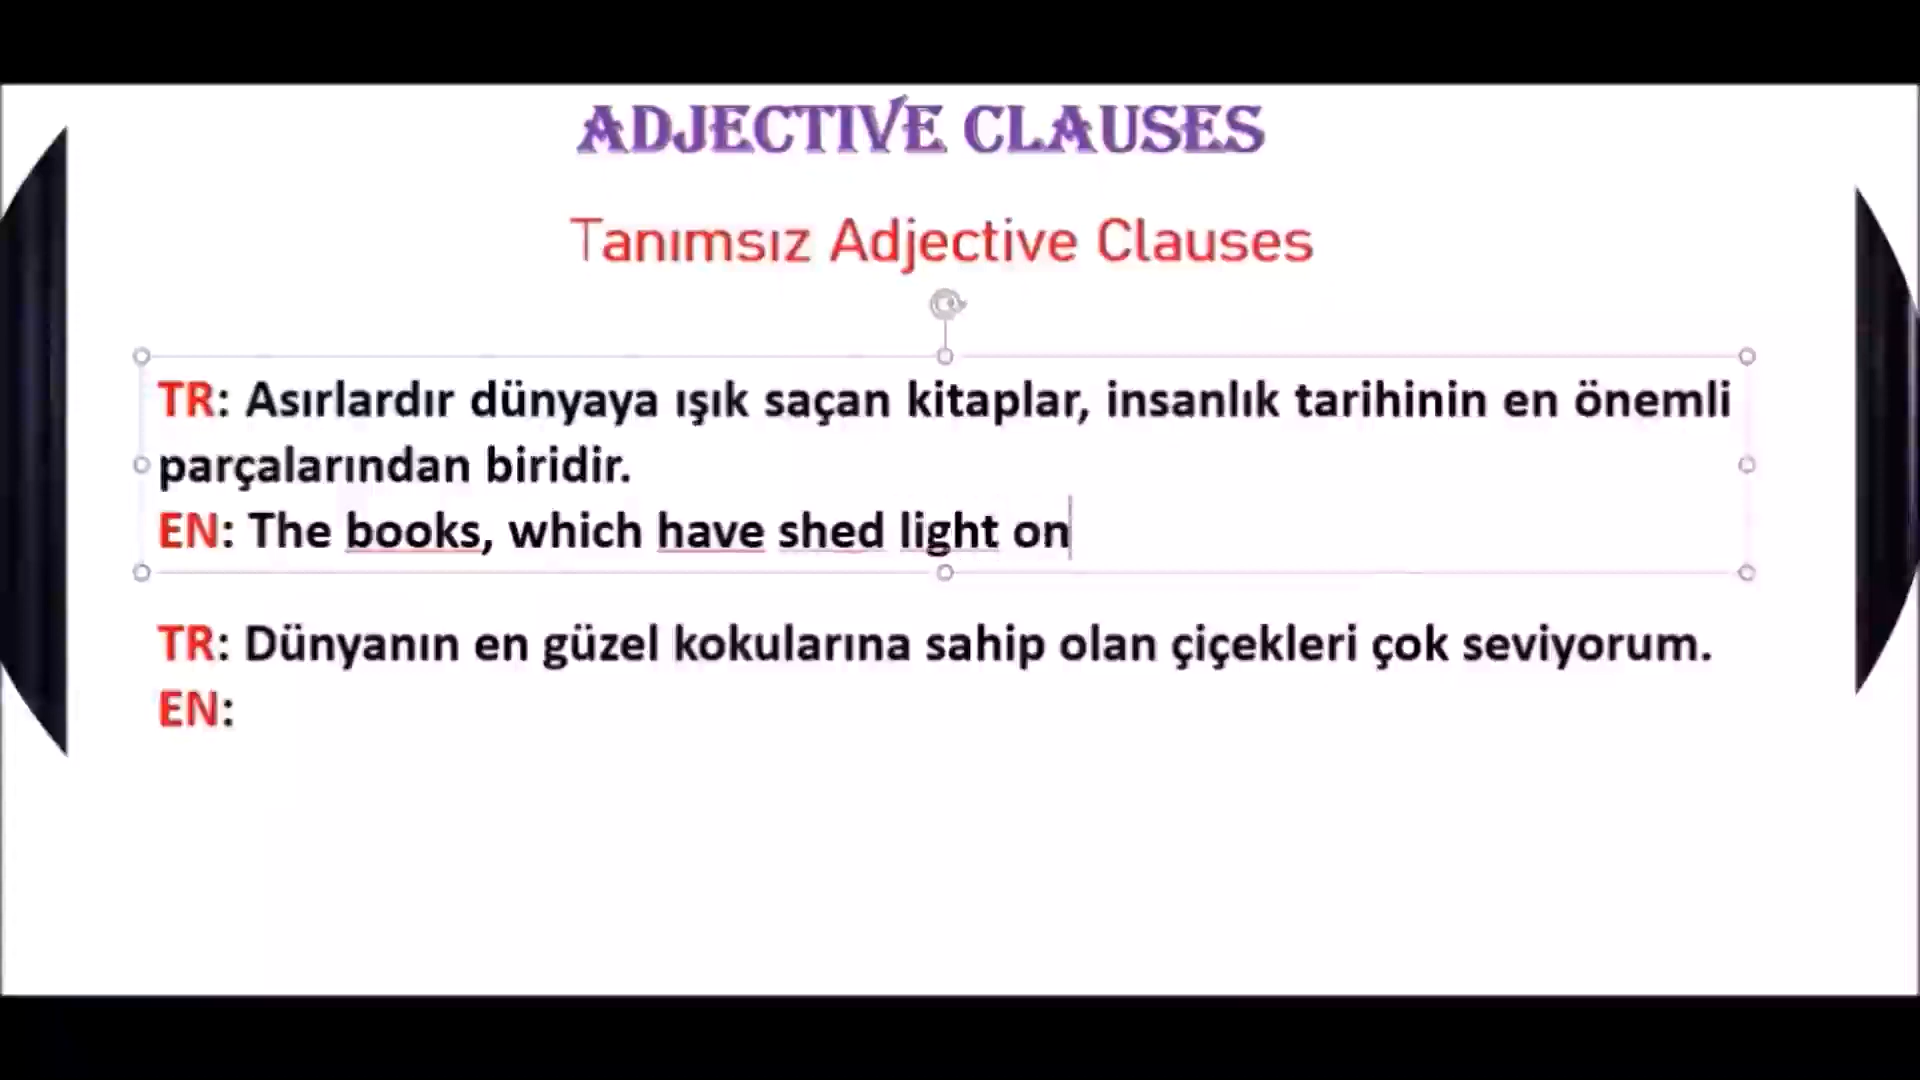 ADJECTIVE CLAUSES
Tanımsız Adjective Clauses
TR: Asırlardır dünyaya ışık saçan kitaplar, insanlık tarihinin en önemli
parçalarından biridir.
EN: The books, which have shed light on
TR: Dünyanın en güzel kokularına sahip olan çiçekleri çok seviyorum.
EN: